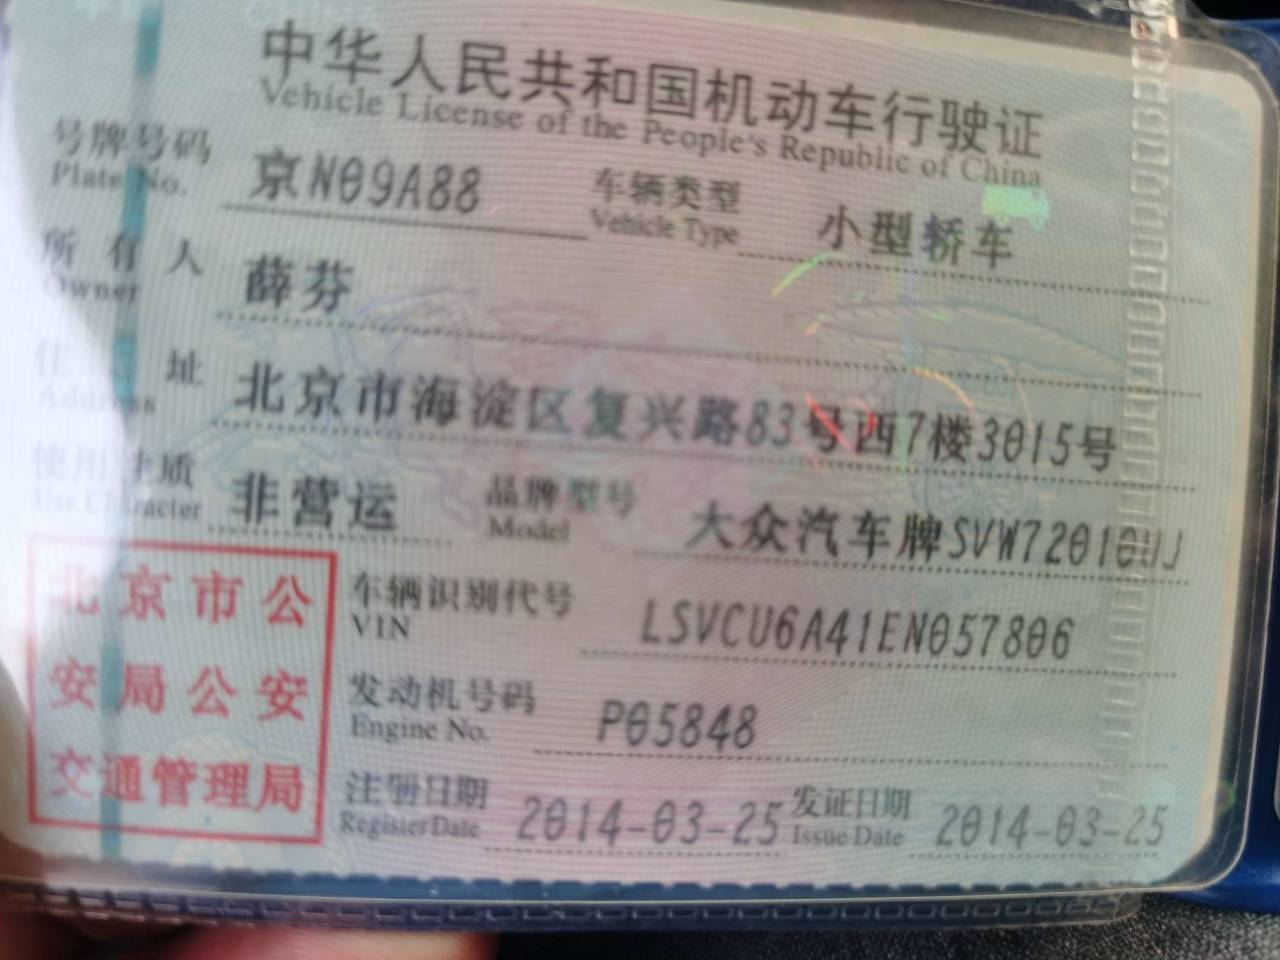 中华人民共和国机动车行驶证
Vehicle License of the People's Republic of China
号牌号码 京N09A88 车辆类型 小型轿车
Plate No. Vehicle Type
所有人 薛芬
Owner
住址 北京市海淀区复兴路83号西7楼3015号
Address
使用性质 非营运 品牌型号 大众汽车牌SVW72010UJ
Use Character Model
北京市公
安局公安
交通管理局
车辆识别代号 LSVCU6A41EN057806
VIN
发动机号码 P05848
Engine No.
注册日期 2014-03-25 发证日期 2014-03-25
Register Date Issue Date